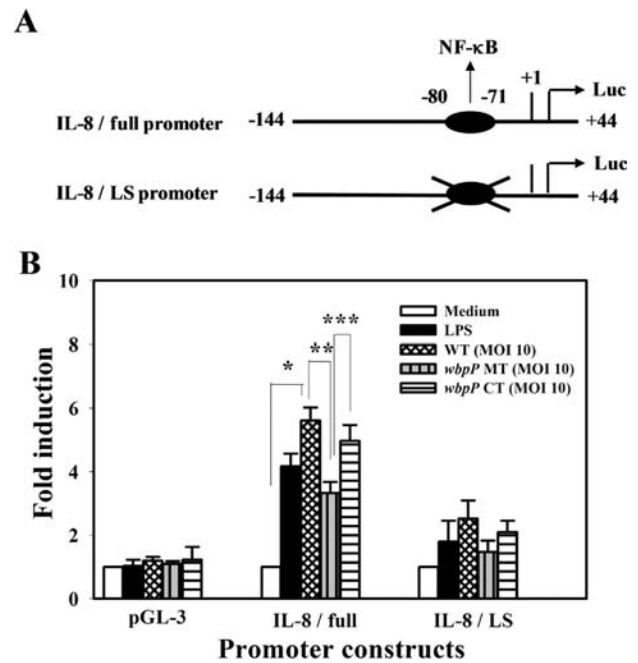 A
NF-κB
-80 -71 +1 Luc
IL-8 / full promoter -144 +44
Luc
IL-8 / LS promoter -144 +44
B
10
8
6
4
2
0
Fold induction
Medium
LPS
WT (MOI 10)
wbpP MT (MOI 10)
wbpP CT (MOI 10)
* ** ***
pGL-3 IL-8 / full IL-8 / LS
Promoter constructs